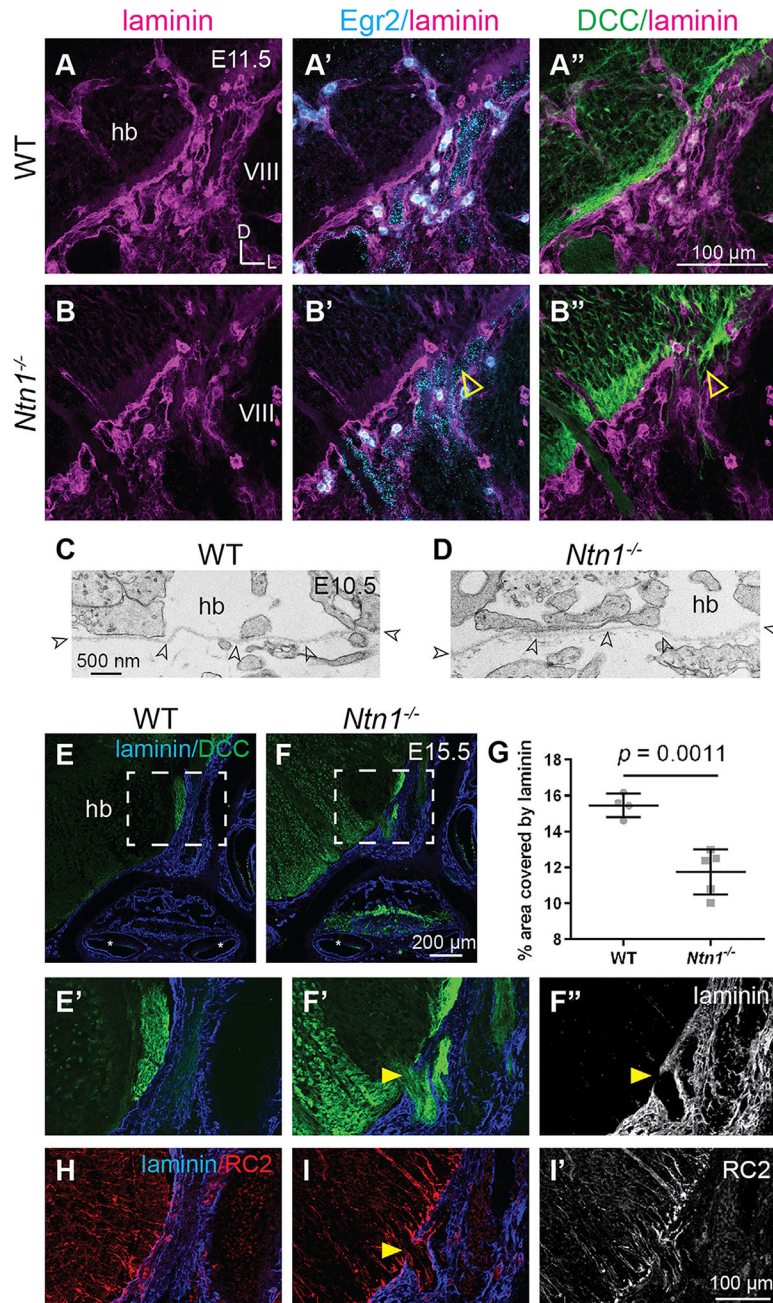 laminin Egr2/laminin DCC/laminin
A E11.5 A’ A”
WT
hb
VIII
D
L
100 µm
B B’ B”
Ntn1-/-
VIII
C WT D Ntn1-/-
E10.5
hb hb
500 nm
WT Ntn1-/-
E laminin/DCC F E15.5 G
p = 0.0011
hb
% area covered by laminin
18
16
14
12
10
8
WT Ntn1-/-
* * *
200 µm
E’ F’ F” laminin
H laminin/RC2 I I’ RC2
100 µm